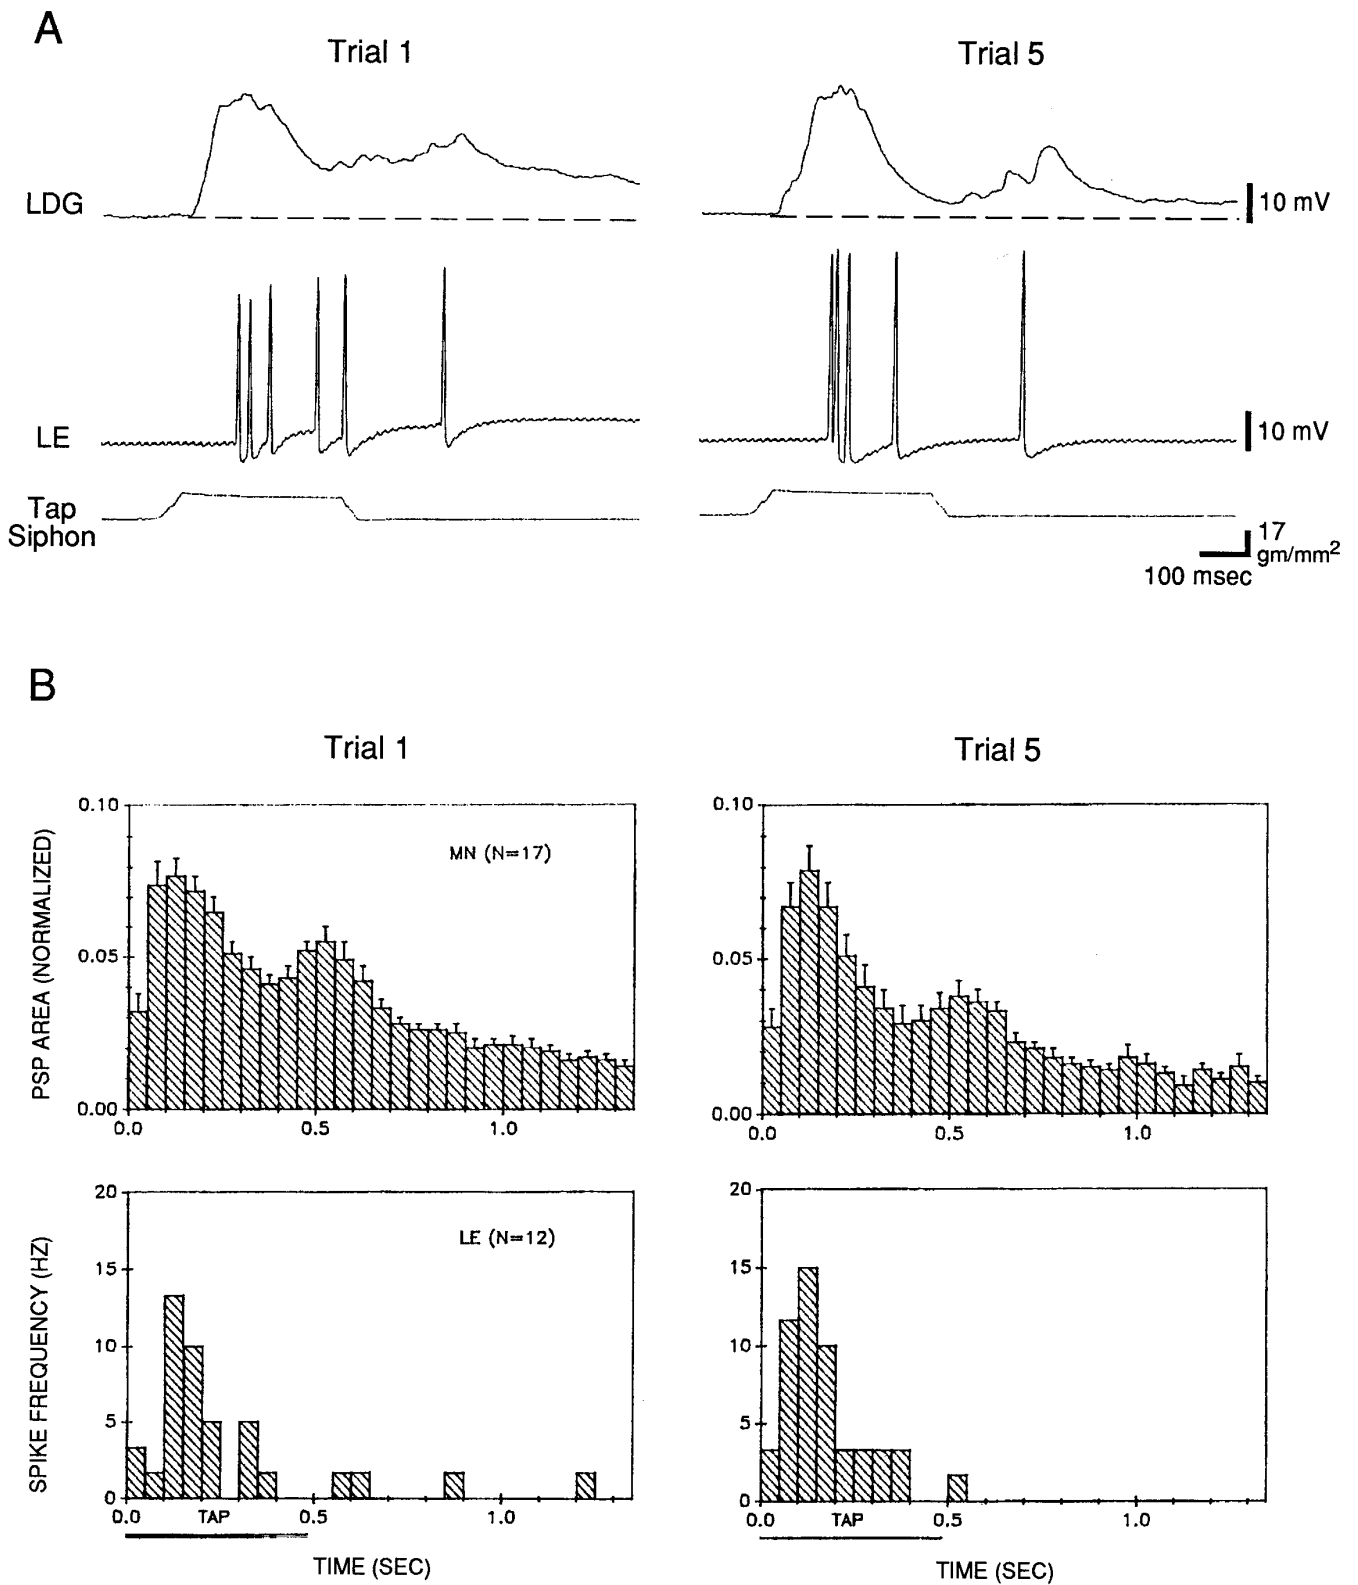 A
Trial 1
Trial 5
LDG
10 mV
LE
10 mV
Tap
Siphon
17
gm/mm2
100 msec
B
Trial 1
Trial 5
PSP AREA (NORMALIZED)
0.10
0.05
0.00
MN (N=17)
0.0
0.5
1.0
0.10
0.05
0.00
0.0
0.5
1.0
SPIKE FREQUENCY (HZ)
20
15
10
5
0
LE (N=12)
0.0
TAP
0.5
1.0
TIME (SEC)
20
15
10
5
0
0.0
TAP
0.5
1.0
TIME (SEC)